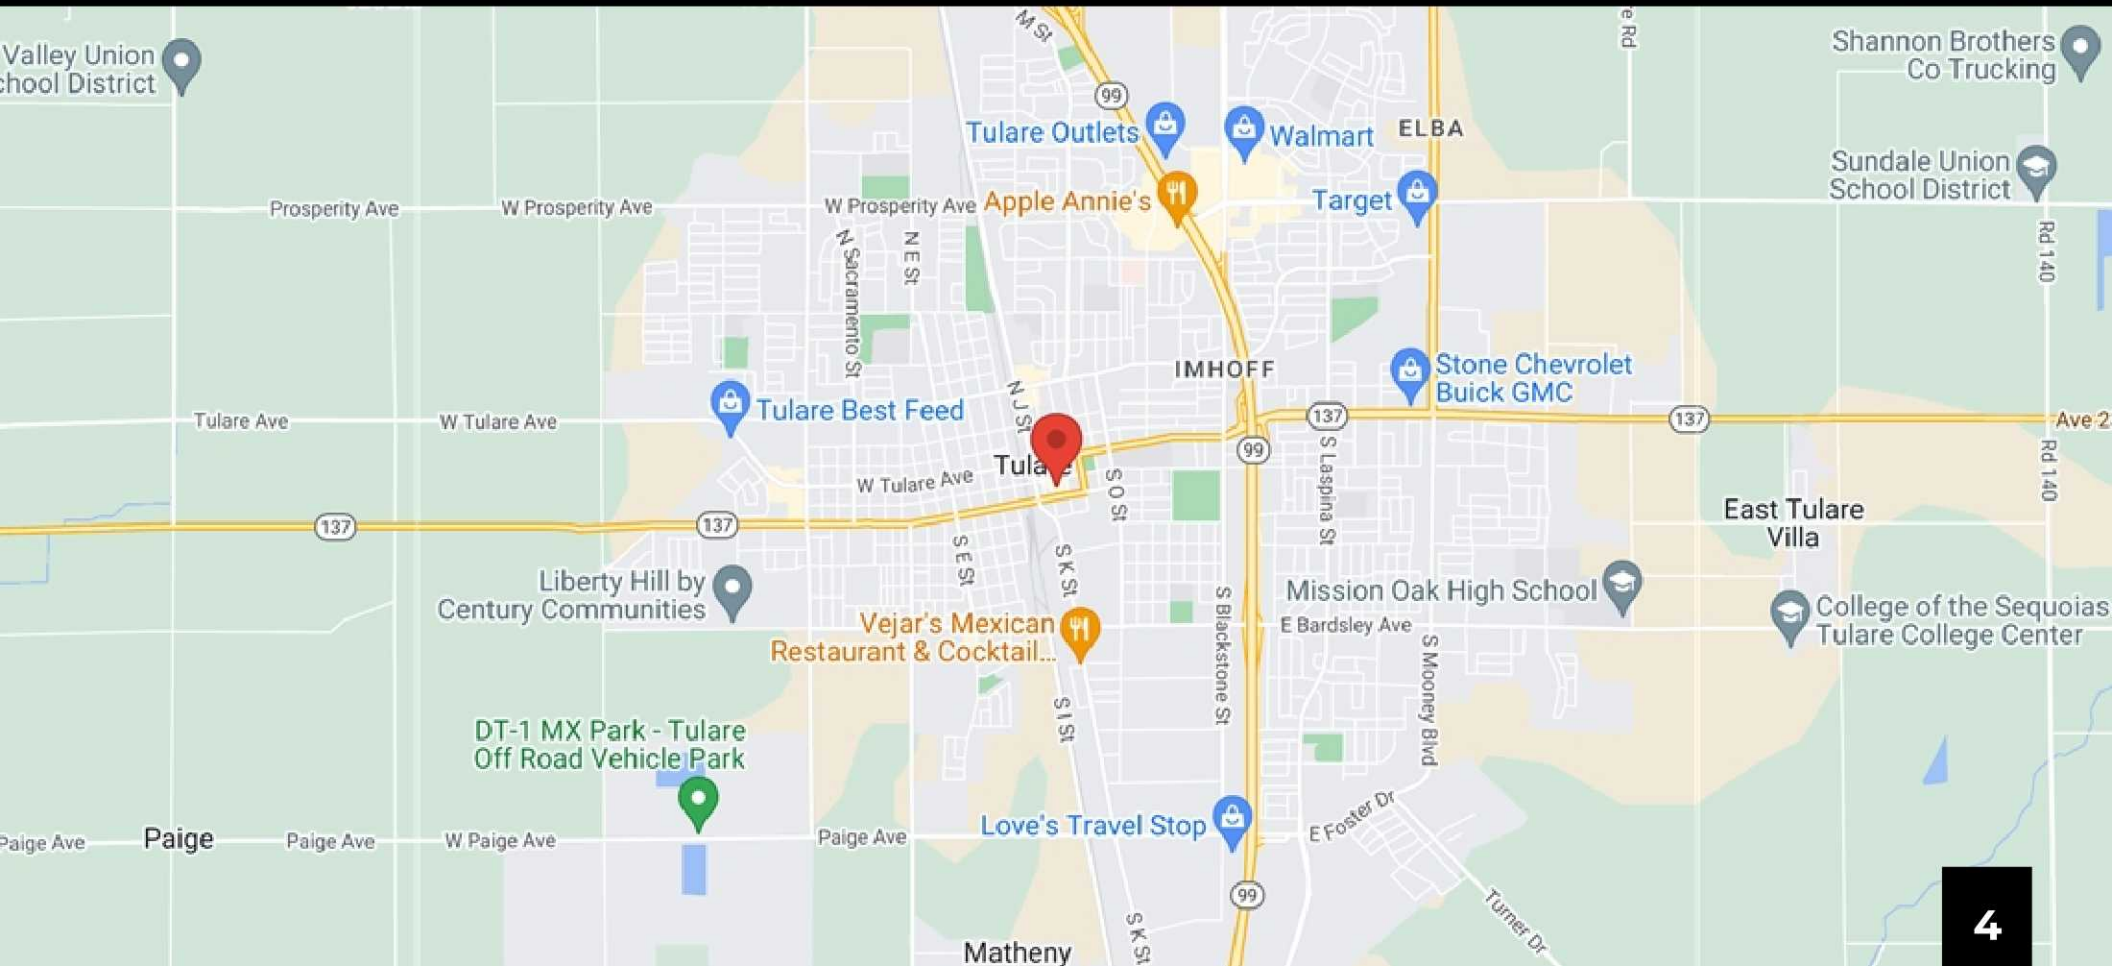 M St
e Rd
Valley Union
chool District
Shannon Brothers
Co Trucking
99
Tulare Outlets
Walmart
ELBA
Sundale Union
School District
Prosperity Ave
W Prosperity Ave
W Prosperity Ave
Apple Annie's
Target
N Sacramento St
N E St
Rd 140
IMHOFF
Stone Chevrolet
Buick GMC
Tulare Best Feed
N J St
Tulare Ave
W Tulare Ave
137
137
Ave 2
99
Tula
W Tulare Ave
S O St
S Laspina St
Rd 140
East Tulare
Villa
137
137
S E St
S K St
Liberty Hill by
Century Communities
Mission Oak High School
College of the Sequoias
Tulare College Center
Vejar's Mexican
Restaurant & Cocktail...
E Bardsley Ave
S Blackstone St
S Mooney Blvd
S I St
DT-1 MX Park - Tulare
Off Road Vehicle Park
Love's Travel Stop
E Foster Dr
Paige Ave
Paige
Paige Ave
W Paige Ave
Paige Ave
99
Turner Dr
S K St
Matheny
4